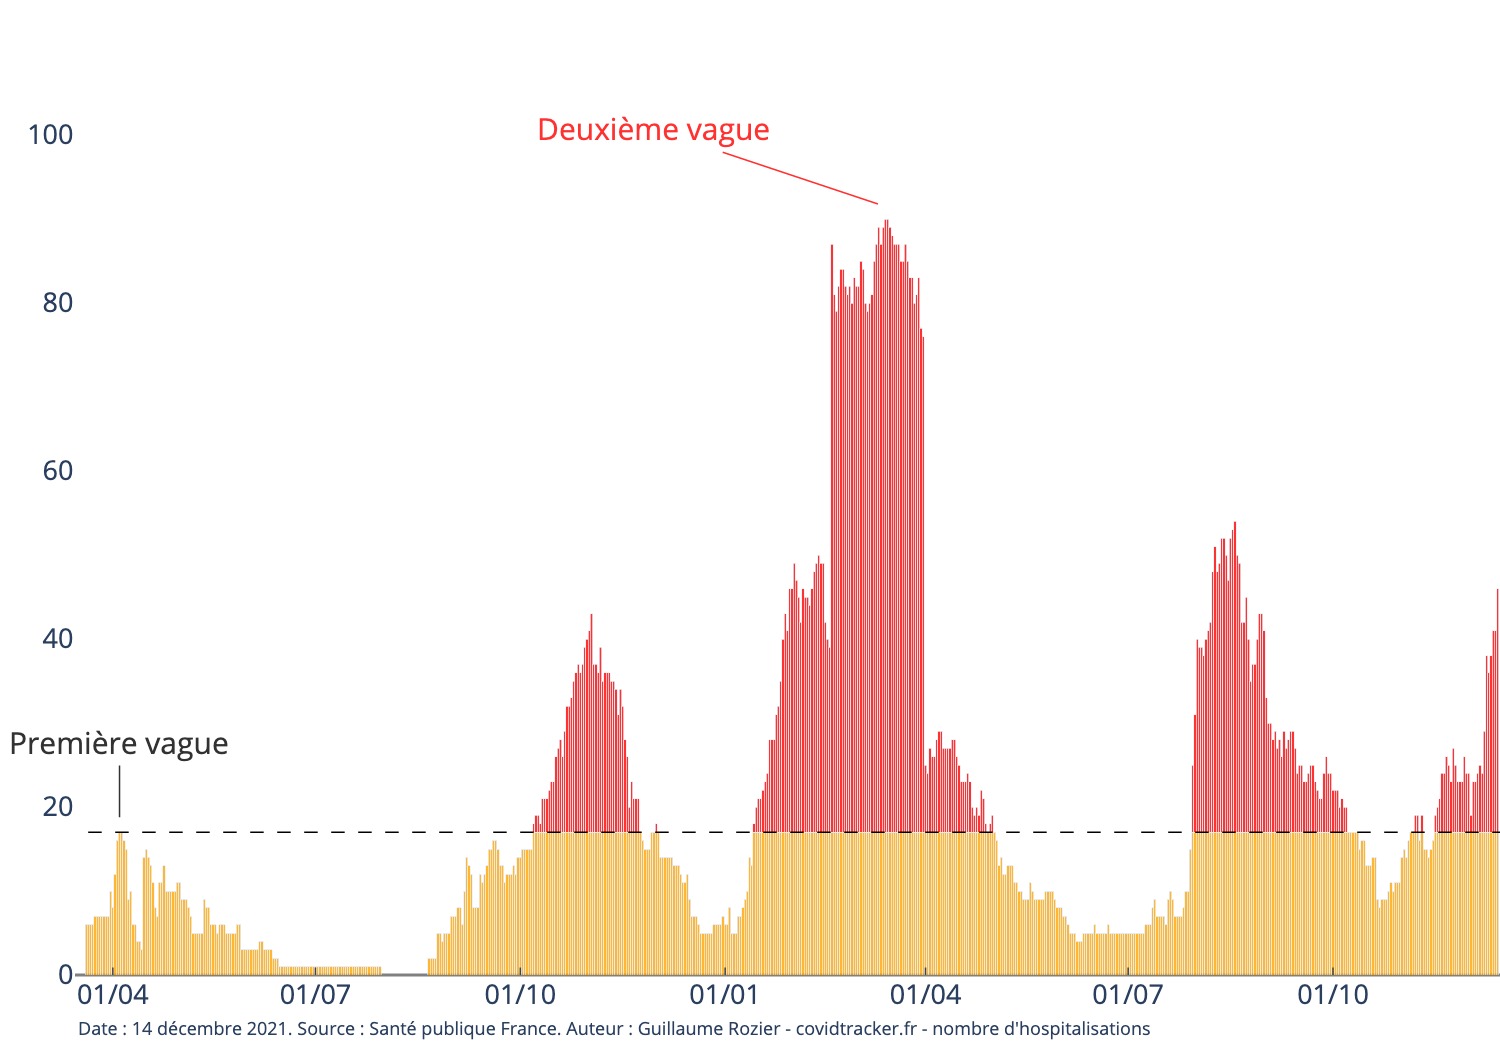 100
Deuxième vague
80
60
40
Première vague
20
0
01/04 01/07 01/10 01/01 01/04 01/07 01/10
Date : 14 décembre 2021. Source : Santé publique France. Auteur : Guillaume Rozier - covidtracker.fr - nombre d'hospitalisations